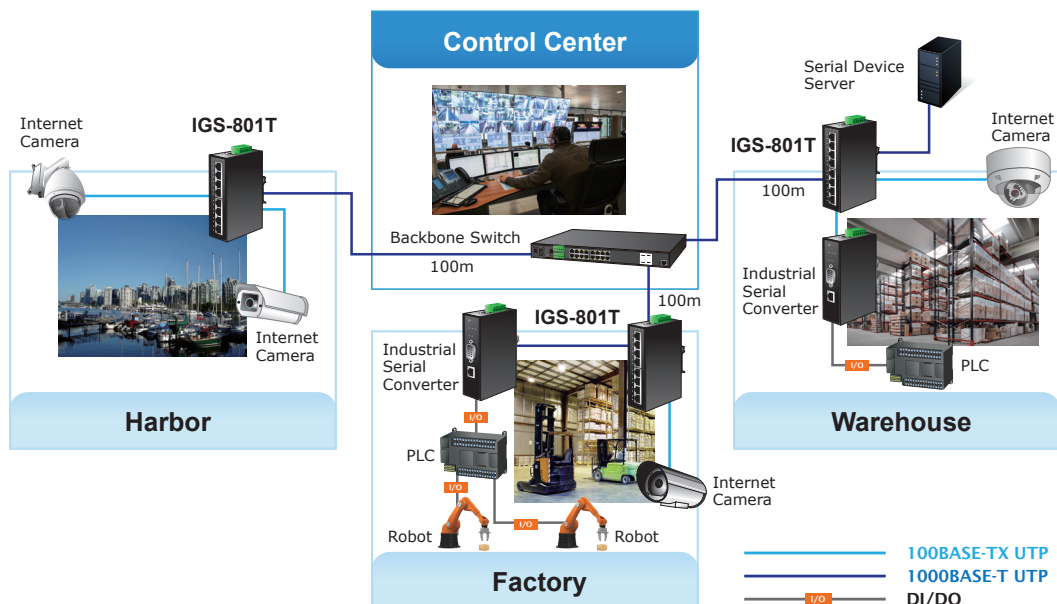 Control Center
Backbone Switch
100m
100m
Internet
Camera
IGS-801T
Internet
Camera
Harbor
IGS-801T
Industrial
Serial
Converter
I/O
PLC
I/O
I/O
Robot
Robot
Internet
Camera
Factory
Serial Device
Server
IGS-801T
100m
Internet
Camera
Industrial
Serial
Converter
I/O
PLC
Warehouse
100BASE-TX UTP
1000BASE-T UTP
I/O
DI/DO